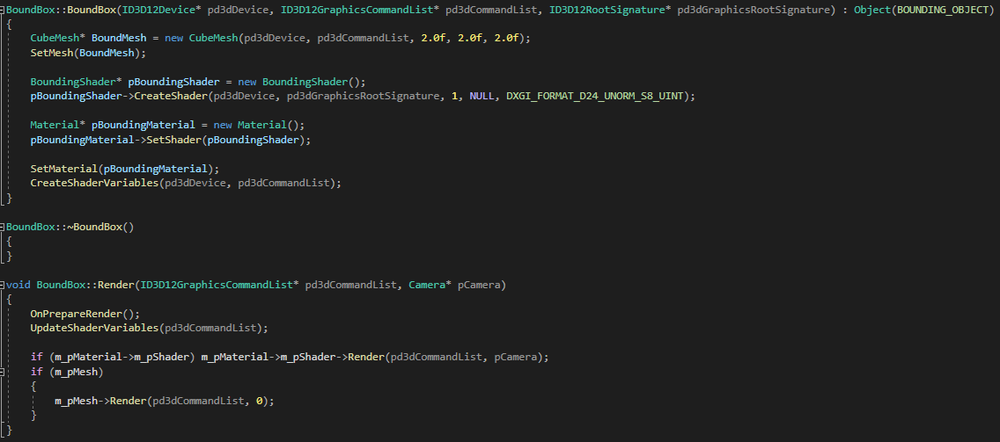 BoundBox::BoundBox(ID3D12Device* pd3dDevice, ID3D12GraphicsCommandList* pd3dCommandList, ID3D12RootSignature* pd3dGraphicsRootSignature) : Object(BOUNDING_OBJECT)
{
    CubeMesh* BoundMesh = new CubeMesh(pd3dDevice, pd3dCommandList, 2.0f, 2.0f, 2.0f);
    SetMesh(BoundMesh);

    BoundingShader* pBoundingShader = new BoundingShader();
    pBoundingShader->CreateShader(pd3dDevice, pd3dGraphicsRootSignature, 1, NULL, DXGI_FORMAT_D24_UNORM_S8_UINT);

    Material* pBoundingMaterial = new Material();
    pBoundingMaterial->SetShader(pBoundingShader);

    SetMaterial(pBoundingMaterial);
    CreateShaderVariables(pd3dDevice, pd3dCommandList);
}

BoundBox::~BoundBox()
{
}

void BoundBox::Render(ID3D12GraphicsCommandList* pd3dCommandList, Camera* pCamera)
{
    OnPrepareRender();
    UpdateShaderVariables(pd3dCommandList);

    if (m_pMaterial->m_pShader) m_pMaterial->m_pShader->Render(pd3dCommandList, pCamera);
    if (m_pMesh)
    {
        m_pMesh->Render(pd3dCommandList, 0);
    }
}